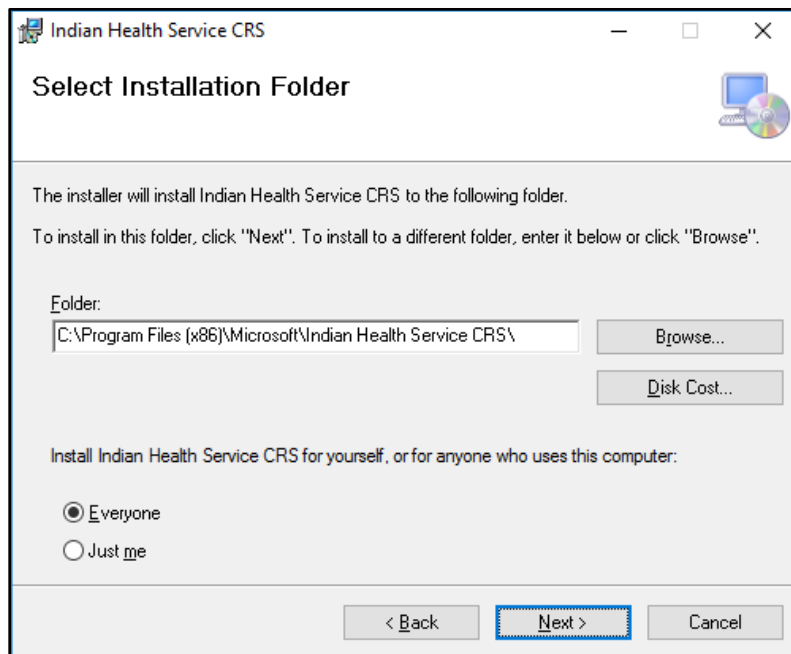 Indian Health Service CRS
Select Installation Folder
The installer will install Indian Health Service CRS to the following folder.
To install in this folder, click "Next". To install to a different folder, enter it below or click "Browse".
Folder:
C:\Program Files (x86)\Microsoft\Indian Health Service CRS\
Browse...
Disk Cost...
Install Indian Health Service CRS for yourself, or for anyone who uses this computer:
Everyone
Just me
< Back Next > Cancel